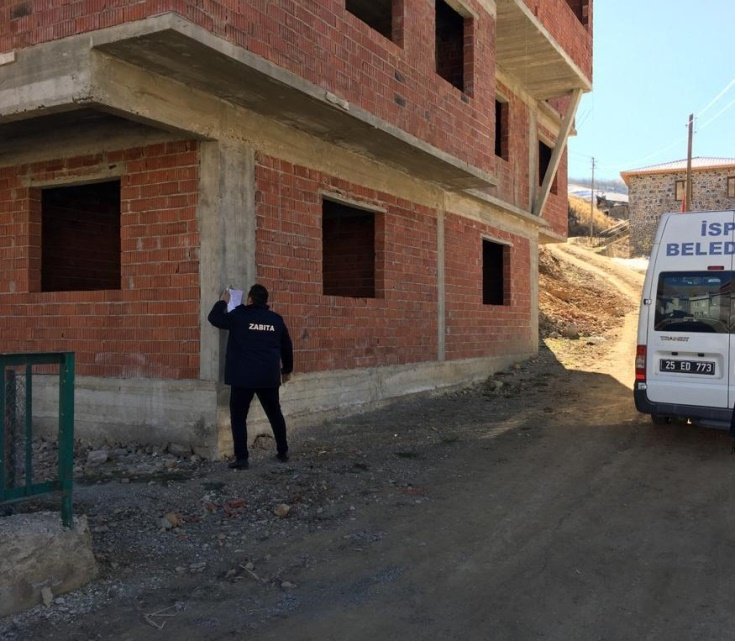 ZABITA
İSP
BELED
TRANSIT
25 ED 773